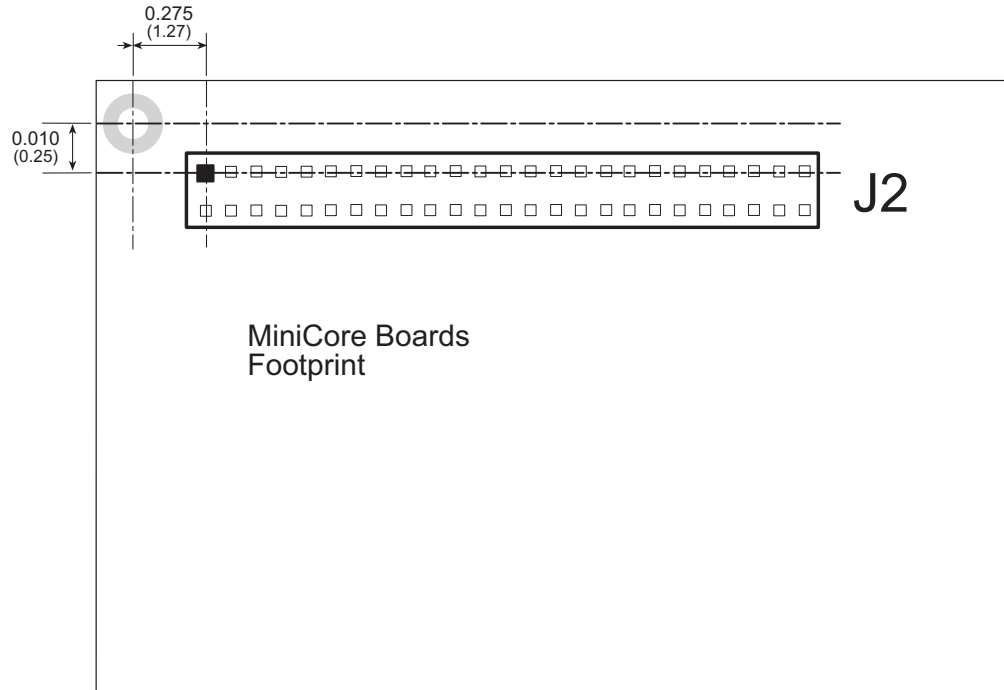 0.275
(1.27)
0.010
(0.25)
J2
MiniCore Boards
Footprint